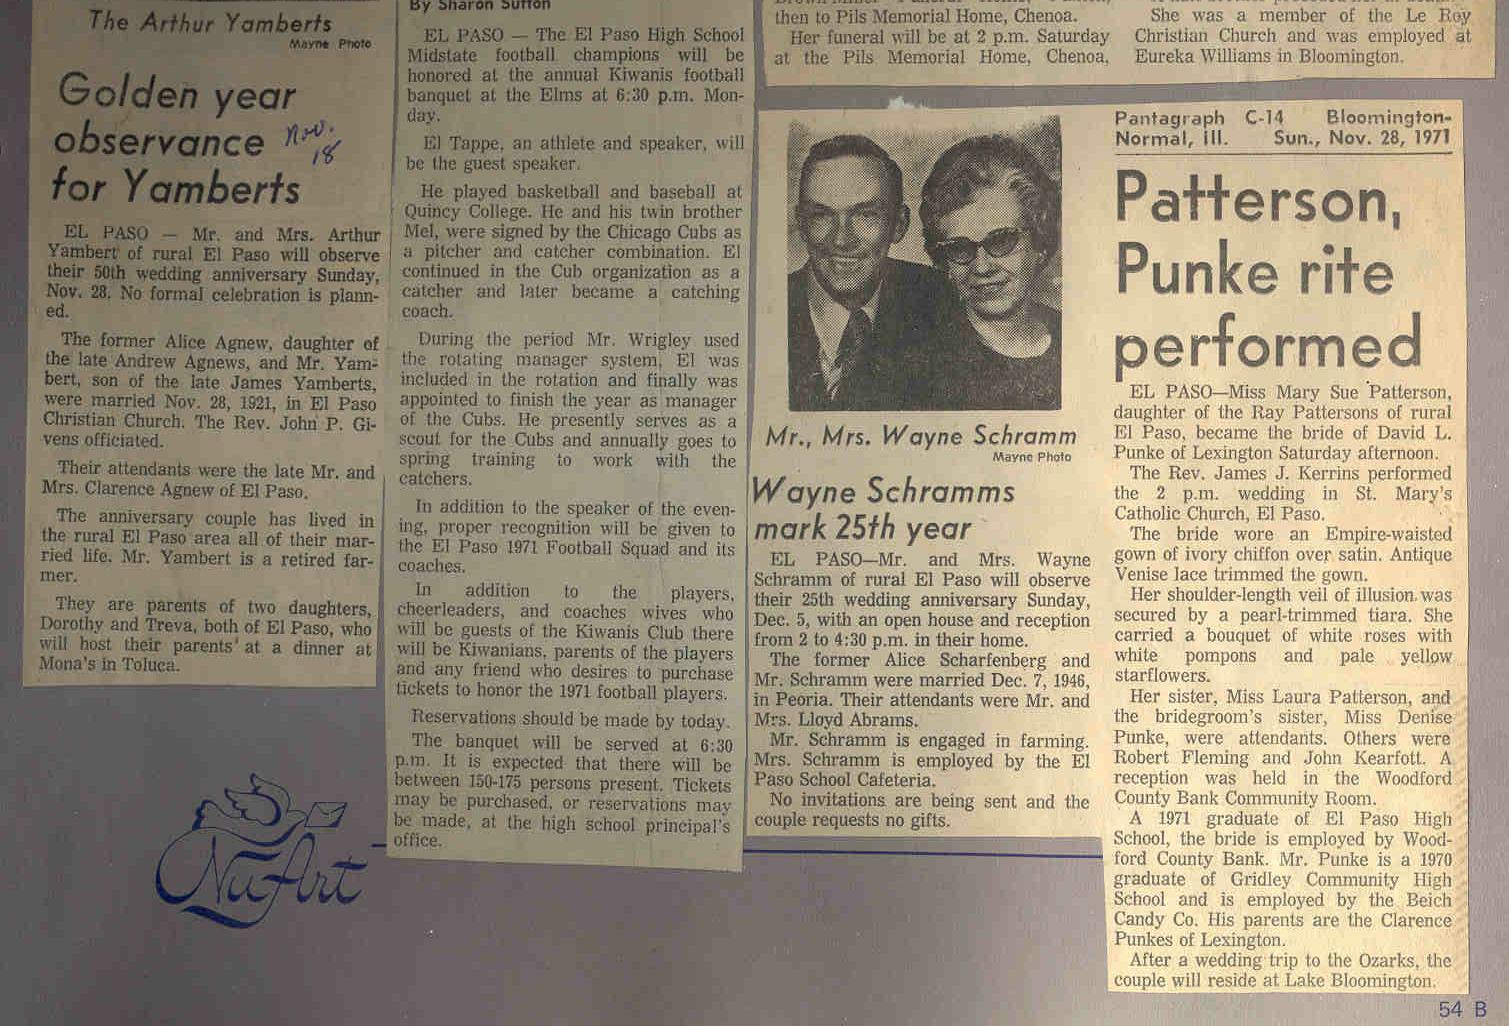 The Arthur Yamberts
Mayne Photo
Golden year
observance
for Yamberts
Nov.
18
EL PASO — Mr. and Mrs. Arthur
Yambert of rural El Paso will observe
their 50th wedding anniversary Sunday,
Nov. 28. No formal celebration is plann-
ed.
The former Alice Agnew, daughter of
the late Andrew Agnews, and Mr. Yam-
bert, son of the late James Yamberts,
were married Nov. 28, 1921, in El Paso
Christian Church. The Rev. John P. Gi-
vens officiated.
Their attendants were the late Mr. and
Mrs. Clarence Agnew of El Paso.
The anniversary couple has lived in
the rural El Paso area all of their mar-
ried life. Mr. Yambert is a retired far-
mer.
They are parents of two daughters,
Dorothy and Treva, both of El Paso, who
will host their parents at a dinner at
Mona's in Toluca.
NuArt
By Sharon Sutton
EL PASO — The El Paso High School
Midstate football champions will be
honored at the annual Kiwanis football
banquet at the Elms at 6:30 p.m. Mon-
day.
El Tappe, an athlete and speaker, will
be the guest speaker.
He played basketball and baseball at
Quincy College. He and his twin brother
Mel, were signed by the Chicago Cubs as
a pitcher and catcher combination. El
continued in the Cub organization as a
catcher and later became a catching
coach.
During the period Mr. Wrigley used
the rotating manager system, El was
included in the rotation and finally was
appointed to finish the year as manager
of the Cubs. He presently serves as a
scout for the Cubs and annually goes to
spring training to work with the
catchers.
In addition to the speaker of the even-
ing, proper recognition will be given to
the El Paso 1971 Football Squad and its
coaches.
In addition to the players,
cheerleaders, and coaches wives who
will be guests of the Kiwanis Club there
will be Kiwanians, parents of the players
and any friend who desires to purchase
tickets to honor the 1971 football players.
Reservations should be made by today.
The banquet will be served at 6:30
p.m. It is expected that there will be
between 150-175 persons present. Tickets
may be purchased, or reservations may
be made, at the high school principal's
office.
then to Pils Memorial Home, Chenoa.
Her funeral will be at 2 p.m. Saturday
at the Pils Memorial Home, Chenoa,
She was a member of the Le Roy
Christian Church and was employed at
Eureka Williams in Bloomington.
Mr., Mrs. Wayne Schramm
Mayne Photo
Wayne Schramms
mark 25th year
EL PASO—Mr. and Mrs. Wayne
Schramm of rural El Paso will observe
their 25th wedding anniversary Sunday,
Dec. 5, with an open house and reception
from 2 to 4:30 p.m. in their home.
The former Alice Scharfenberg and
Mr. Schramm were married Dec. 7, 1946,
in Peoria. Their attendants were Mr. and
Mrs. Lloyd Abrams.
Mr. Schramm is engaged in farming.
Mrs. Schramm is employed by the El
Paso School Cafeteria.
No invitations are being sent and the
couple requests no gifts.
Pantagraph C-14 Bloomington-
Normal, Ill. Sun., Nov. 28, 1971
Patterson,
Punke rite
performed
EL PASO—Miss Mary Sue Patterson,
daughter of the Ray Pattersons of rural
El Paso, became the bride of David L.
Punke of Lexington Saturday afternoon.
The Rev. James J. Kerrins performed
the 2 p.m. wedding in St. Mary's
Catholic Church, El Paso.
The bride wore an Empire-waisted
gown of ivory chiffon over satin. Antique
Venise lace trimmed the gown.
Her shoulder-length veil of illusion was
secured by a pearl-trimmed tiara. She
carried a bouquet of white roses with
white pompons and pale yellow
starflowers.
Her sister, Miss Laura Patterson, and
the bridegroom's sister, Miss Denise
Punke, were attendants. Others were
Robert Fleming and John Kearfott. A
reception was held in the Woodford
County Bank Community Room.
A 1971 graduate of El Paso High
School, the bride is employed by Wood-
ford County Bank. Mr. Punke is a 1970
graduate of Gridley Community High
School and is employed by the Beich
Candy Co. His parents are the Clarence
Punkes of Lexington.
After a wedding trip to the Ozarks, the
couple will reside at Lake Bloomington.
54 B